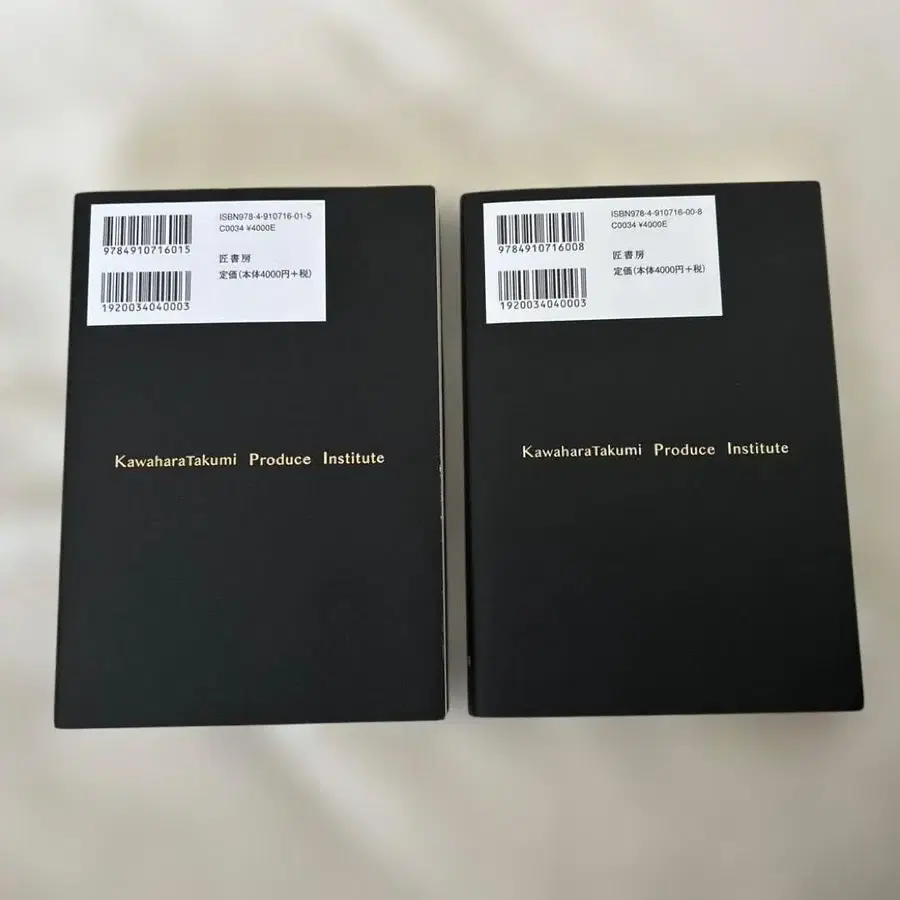 ISBN978-4-910716-01-5
C0034 ¥4000E
9784910716015
匠書房
定価(本体4000円+税)
1920034040003
KawaharaTakumi Produce Institute
ISBN978-4-910716-00-8
C0034 ¥4000E
9784910716008
匠書房
定価(本体4000円+税)
1920034040003
KawaharaTakumi Produce Institute